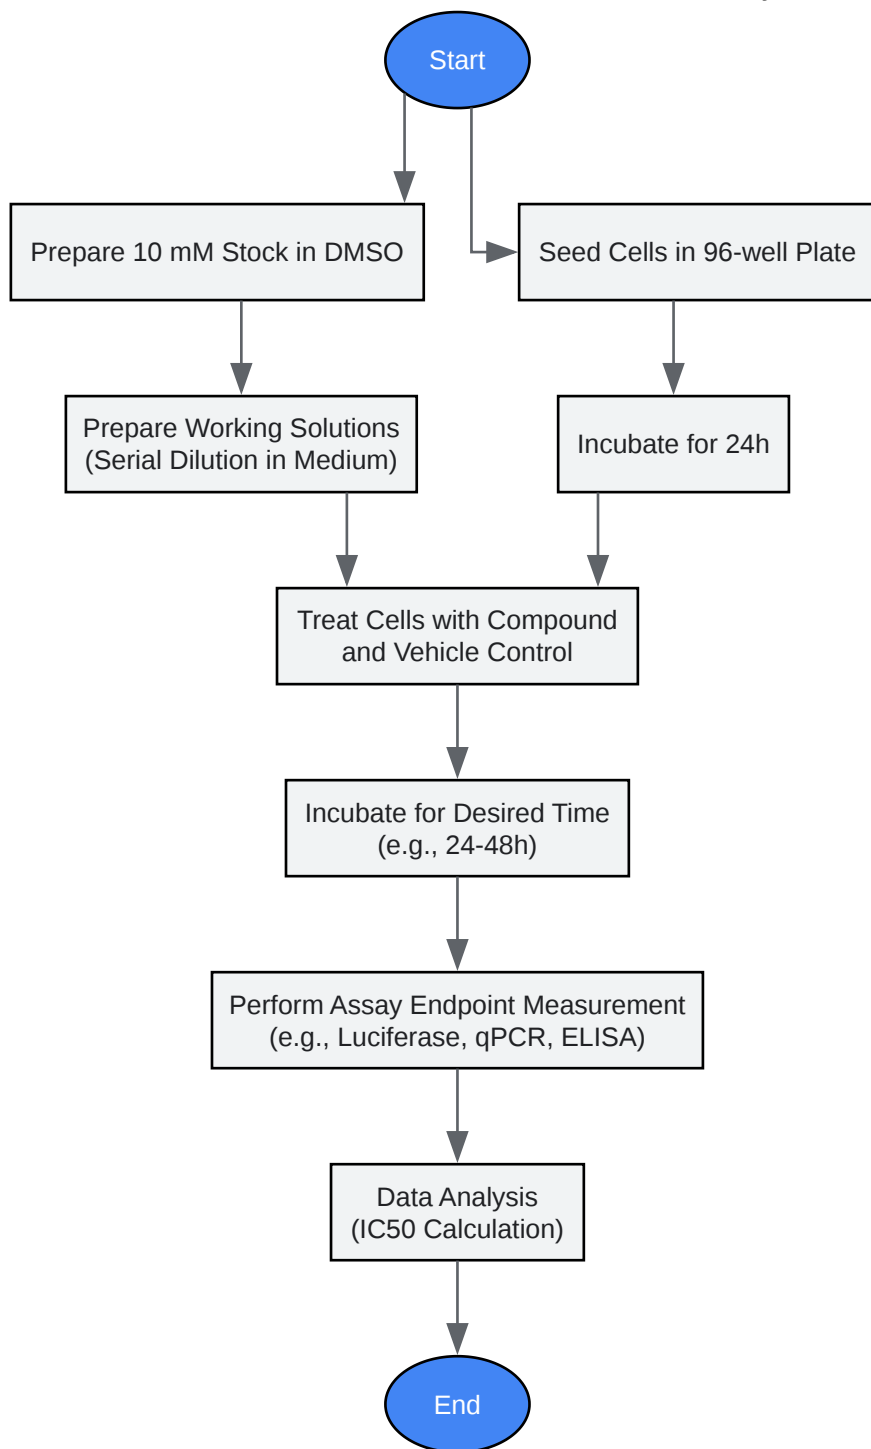 Start
Prepare 10 mM Stock in DMSO
Seed Cells in 96-well Plate
Prepare Working Solutions
(Serial Dilution in Medium)
Incubate for 24h
Treat Cells with Compound
and Vehicle Control
Incubate for Desired Time
(e.g., 24-48h)
Perform Assay Endpoint Measurement
(e.g., Luciferase, qPCR, ELISA)
Data Analysis
(IC50 Calculation)
End